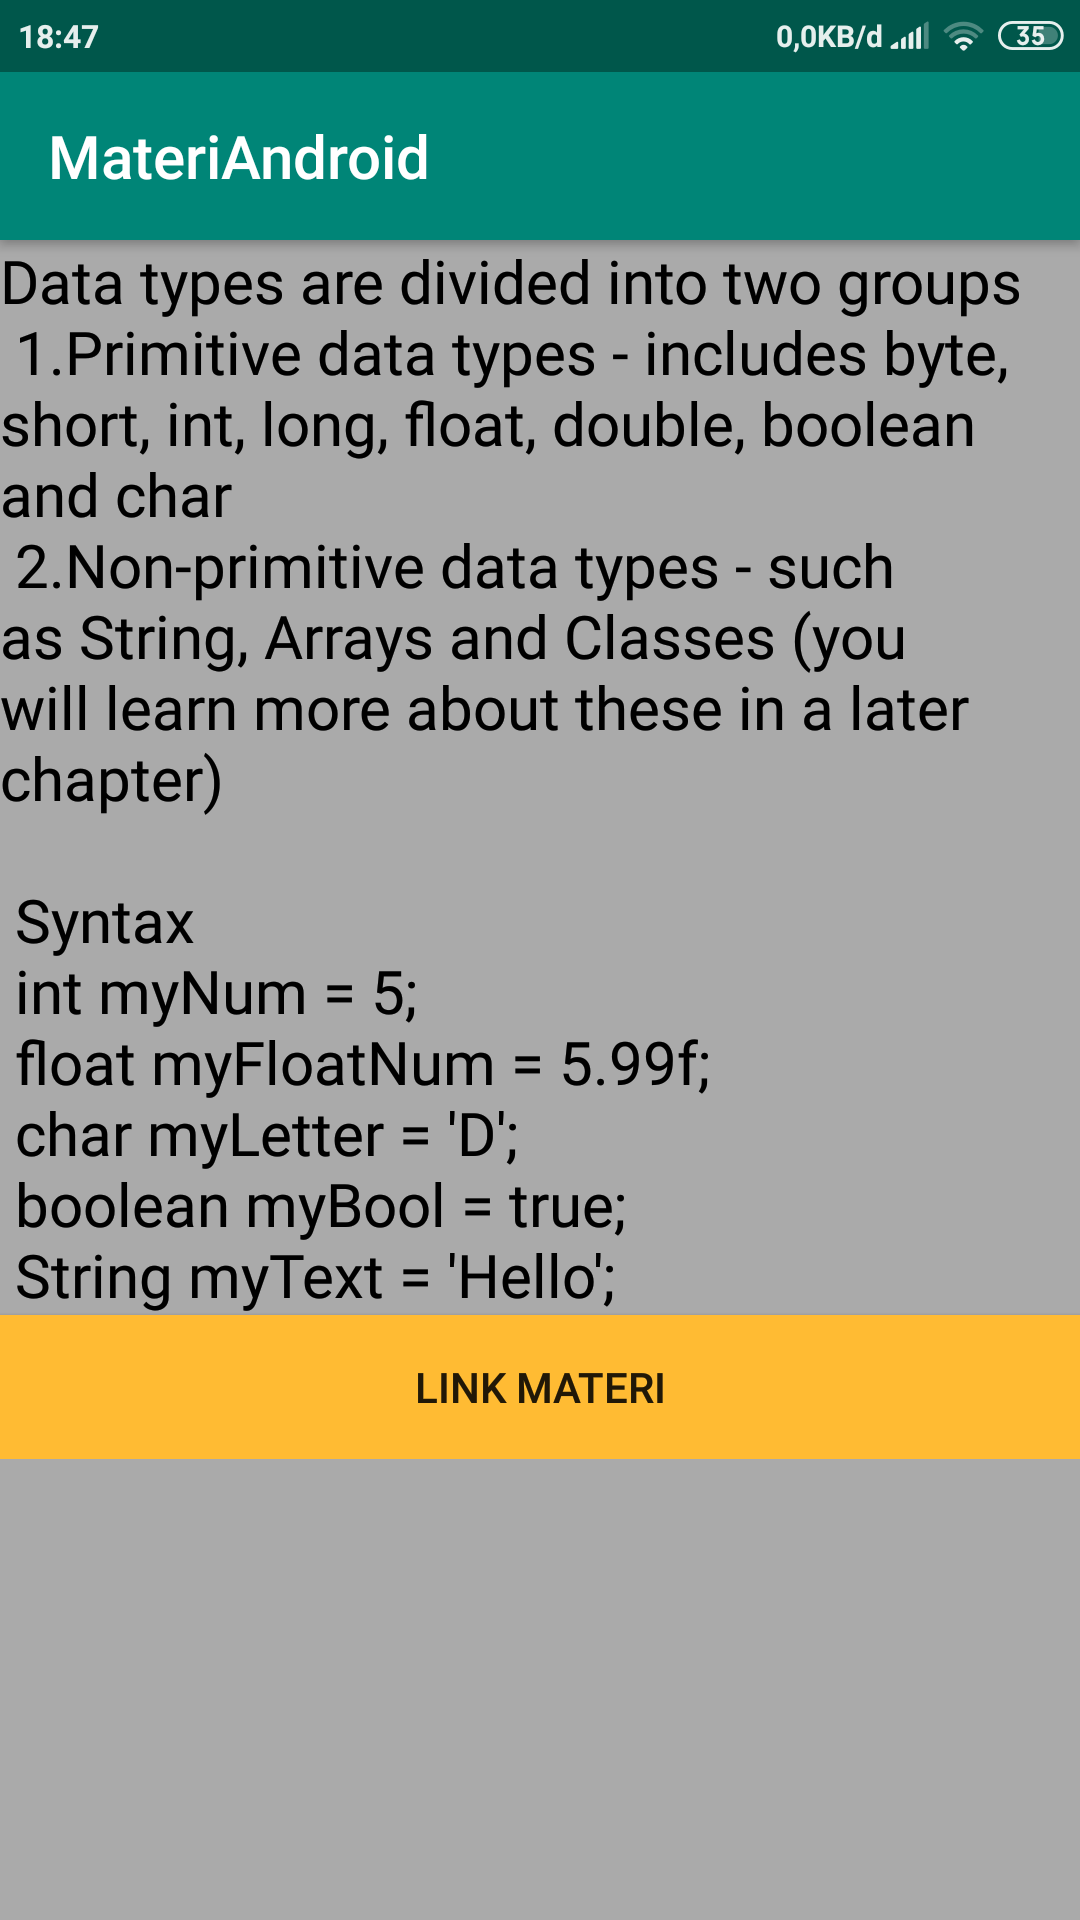 18:47 0,0KB/d 35
MateriAndroid
Data types are divided into two groups
1.Primitive data types - includes byte,
short, int, long, float, double, boolean
and char
2.Non-primitive data types - such
as String, Arrays and Classes (you
will learn more about these in a later
chapter)
Syntax
int myNum = 5;
float myFloatNum = 5.99f;
char myLetter = 'D';
boolean myBool = true;
String myText = 'Hello';
LINK MATERI